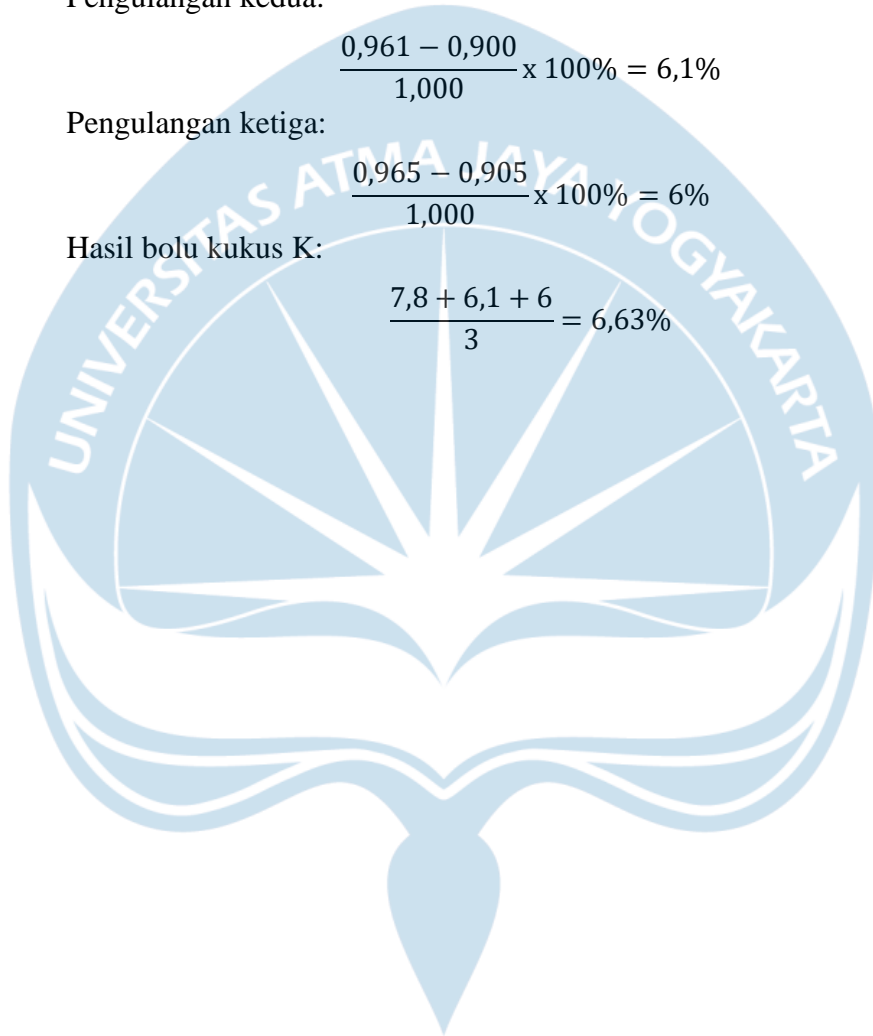 Pengulangan kedua:
0,961 − 0,900
1,000
x 100% = 6,1%
Pengulangan ketiga:
0,965 − 0,905
1,000
x 100% = 6%
Hasil bolu kukus K:
7,8 + 6,1 + 6
3
= 6,63%
UNIVERSITAS ATMA JAYA YOGYAKARTA